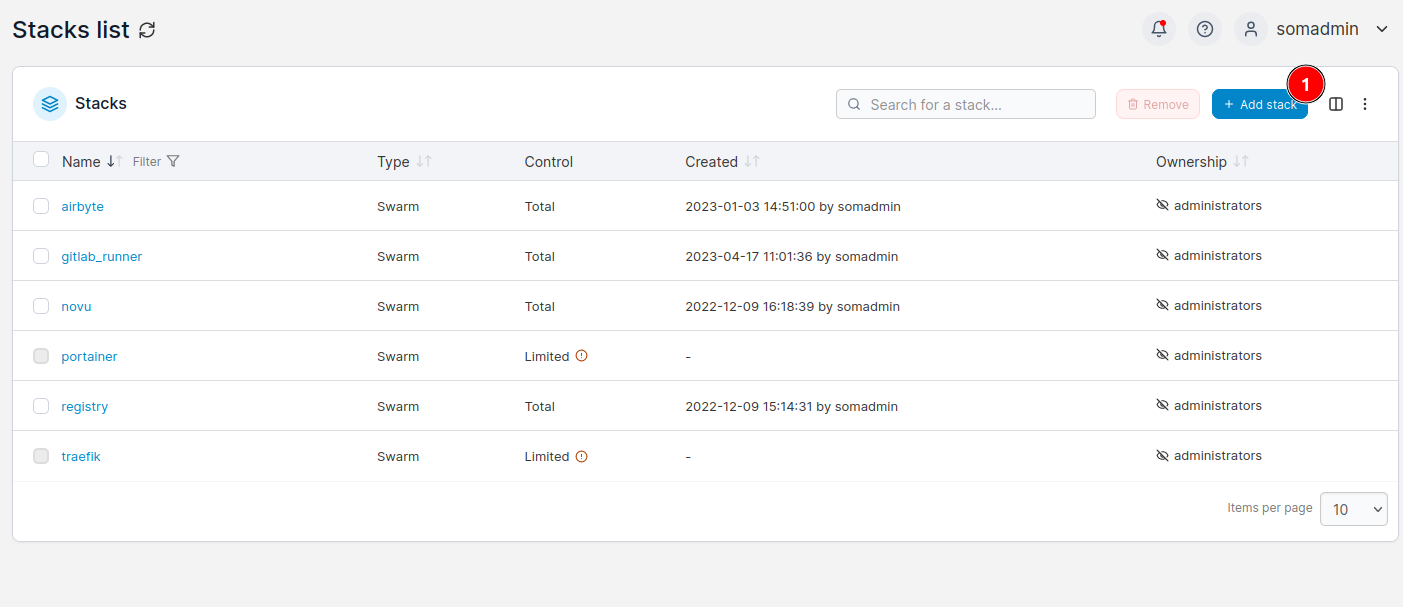 Stacks list
somadmin
1
Stacks
Search for a stack...
Remove
+ Add stack
Name Filter Type Control Created Ownership
airbyte Swarm Total 2023-01-03 14:51:00 by somadmin administrators
gitlab_runner Swarm Total 2023-04-17 11:01:36 by somadmin administrators
novu Swarm Total 2022-12-09 16:18:39 by somadmin administrators
portainer Swarm Limited - administrators
registry Swarm Total 2022-12-09 15:14:31 by somadmin administrators
traefik Swarm Limited - administrators
Items per page 10